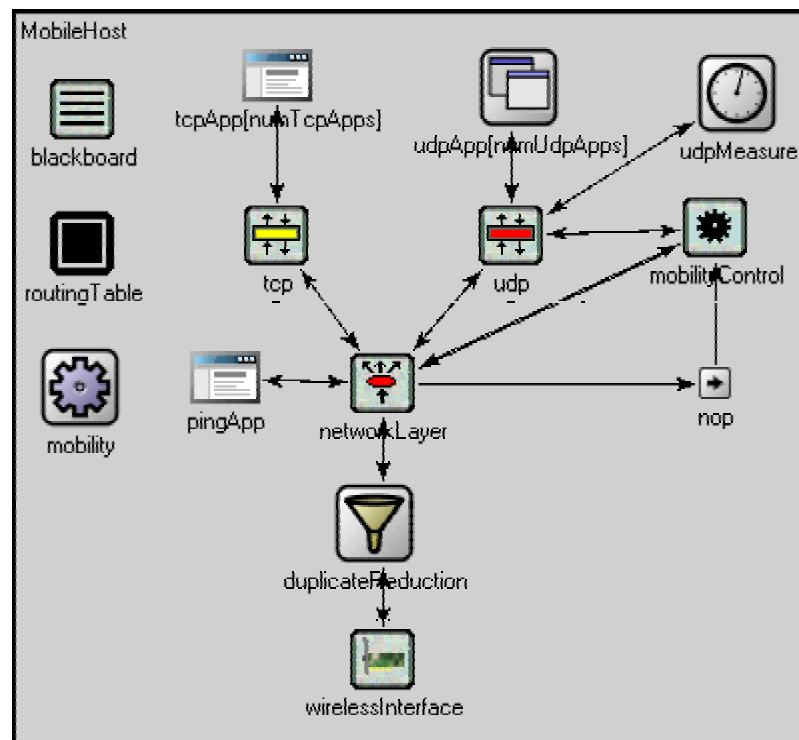 MobileHost
tcpApp[numTcpApps]
udpApp[numUdpApps]
udpMeasure
blackboard
routingTable
tcp
udp
mobilityControl
mobility
pingApp
networkLayer
nop
duplicateReduction
wirelessInterface